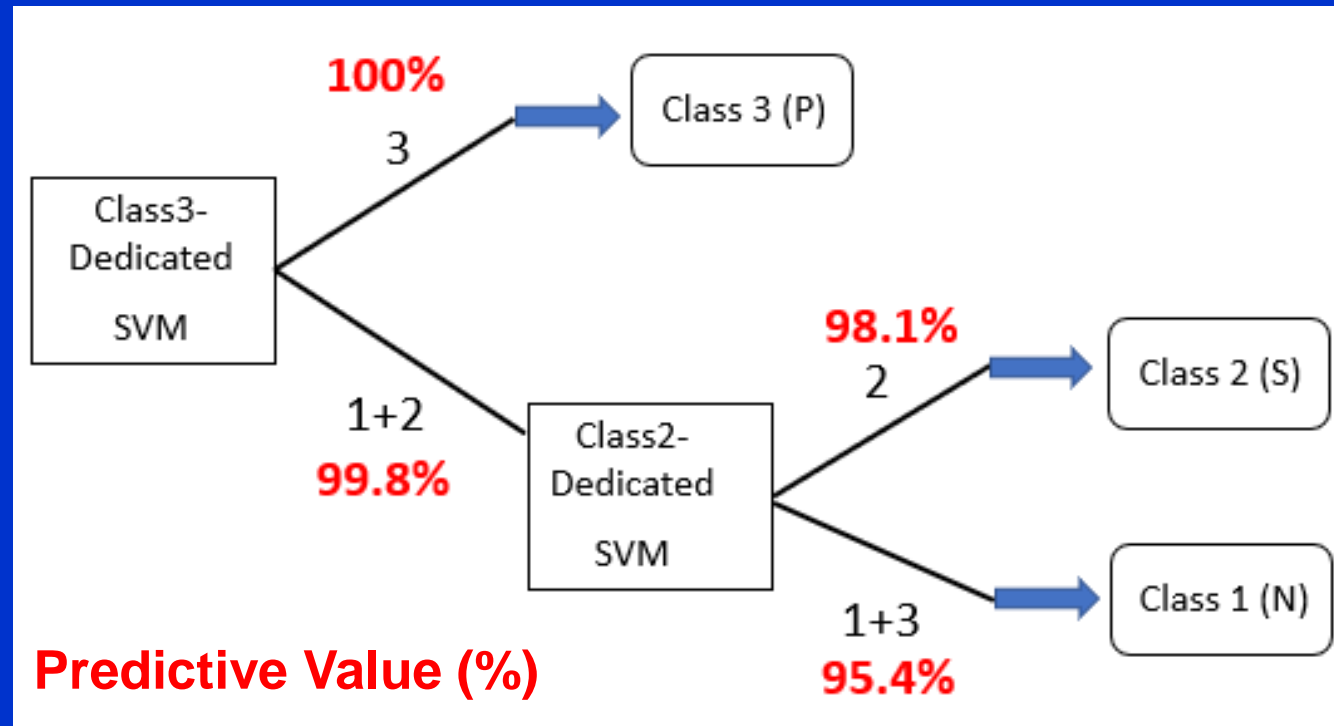 100%
3
Class 3 (P)
Class3-
Dedicated
SVM
1+2
99.8%
98.1%
2
Class 2 (S)
Class2-
Dedicated
SVM
1+3
95.4%
Class 1 (N)
Predictive Value (%)